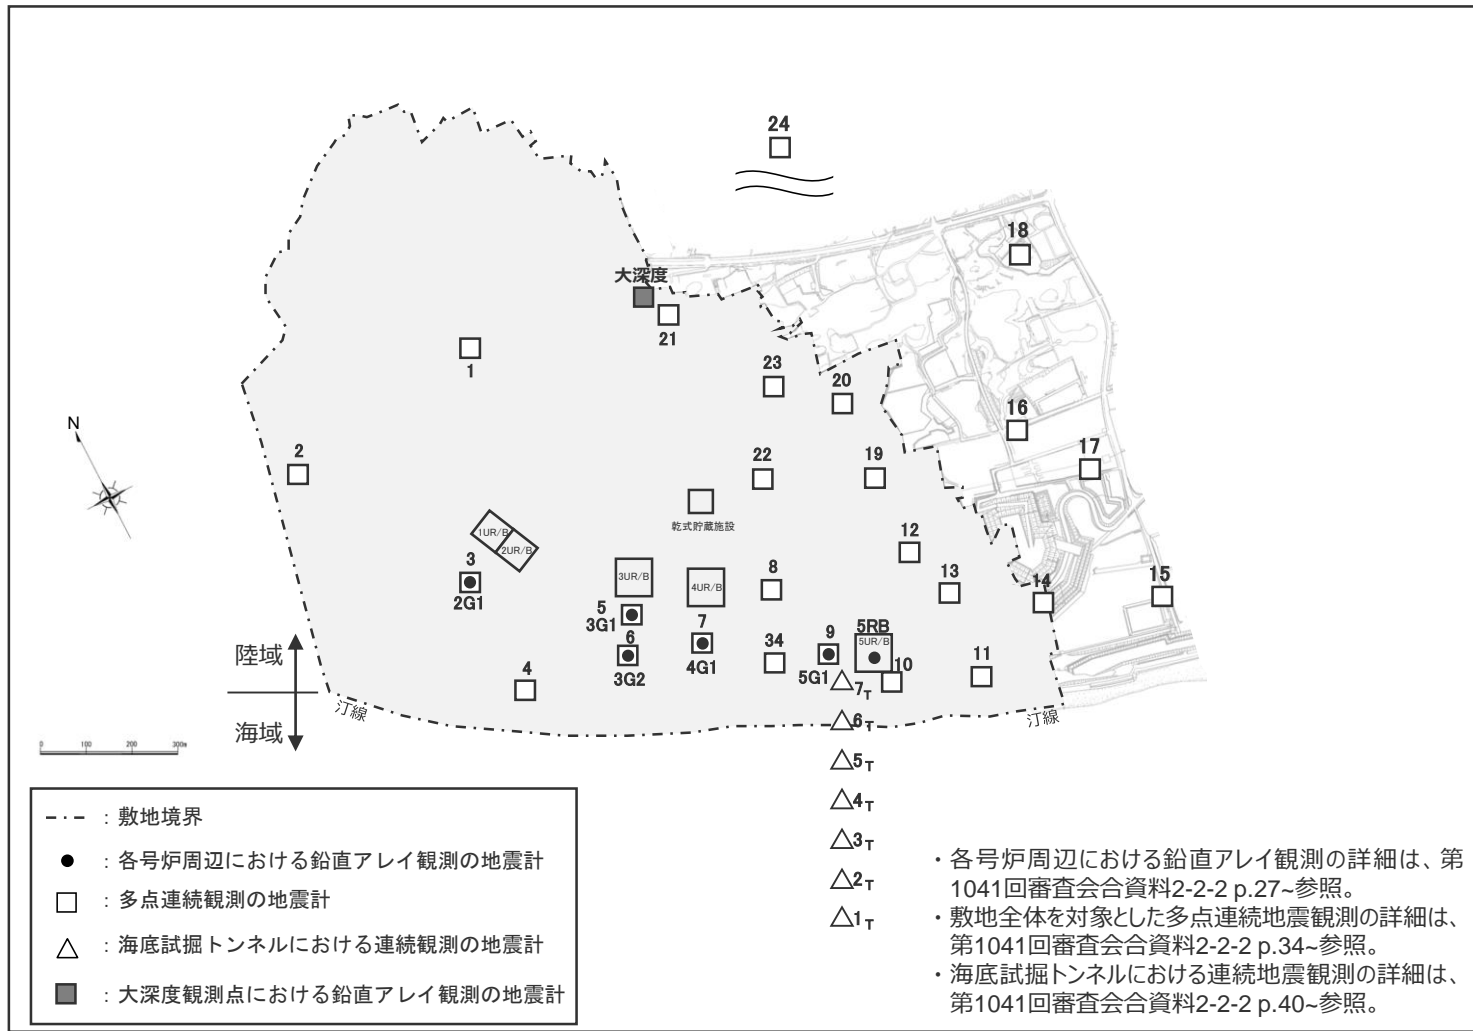 24
18
大深度
21
1
23
20
16
N
2
22
19
17
乾式貯蔵施設
1UR/B
2UR/B
12
3
2G1
3UR/B
4UR/B
8
13
14
15
5
3G1
7
4G1
6
3G2
34
9
5G1
5RB
5UR/B
10
11
4
陸域
海域
汀線
汀線
0 100 200 300m
7T
6T
5T
4T
3T
2T
1T
：敷地境界
：各号炉周辺における鉛直アレイ観測の地震計
：多点連続観測の地震計
：海底試掘トンネルにおける連続観測の地震計
：大深度観測点における鉛直アレイ観測の地震計
・各号炉周辺における鉛直アレイ観測の詳細は、第
1041回審査会合資料2-2-2 p.27~参照。
・敷地全体を対象とした多点連続地震観測の詳細は、
第1041回審査会合資料2-2-2 p.34~参照。
・海底試掘トンネルにおける連続地震観測の詳細は、
第1041回審査会合資料2-2-2 p.40~参照。